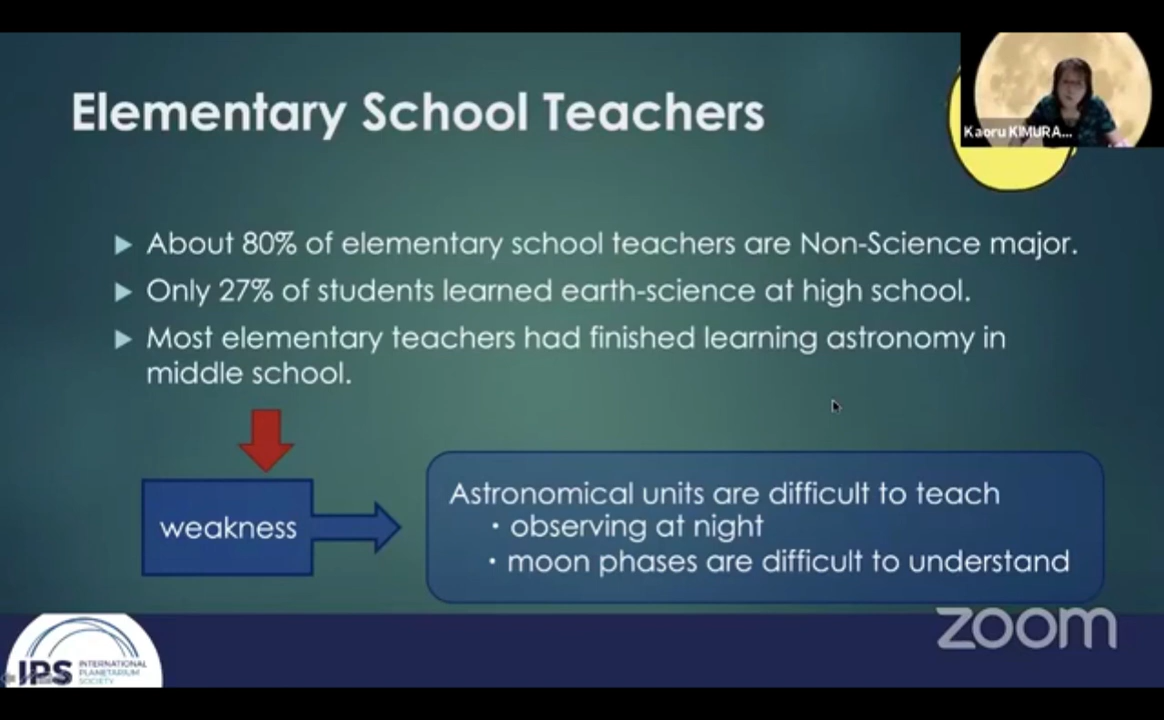 Elementary School Teachers
Kaoru KIMURA...
About 80% of elementary school teachers are Non-Science major.
Only 27% of students learned earth-science at high school.
Most elementary teachers had finished learning astronomy in
middle school.
weakness
Astronomical units are difficult to teach
・observing at night
・moon phases are difficult to understand
zoom
IPS
INTERNATIONAL
PLANETARIUM
SOCIETY